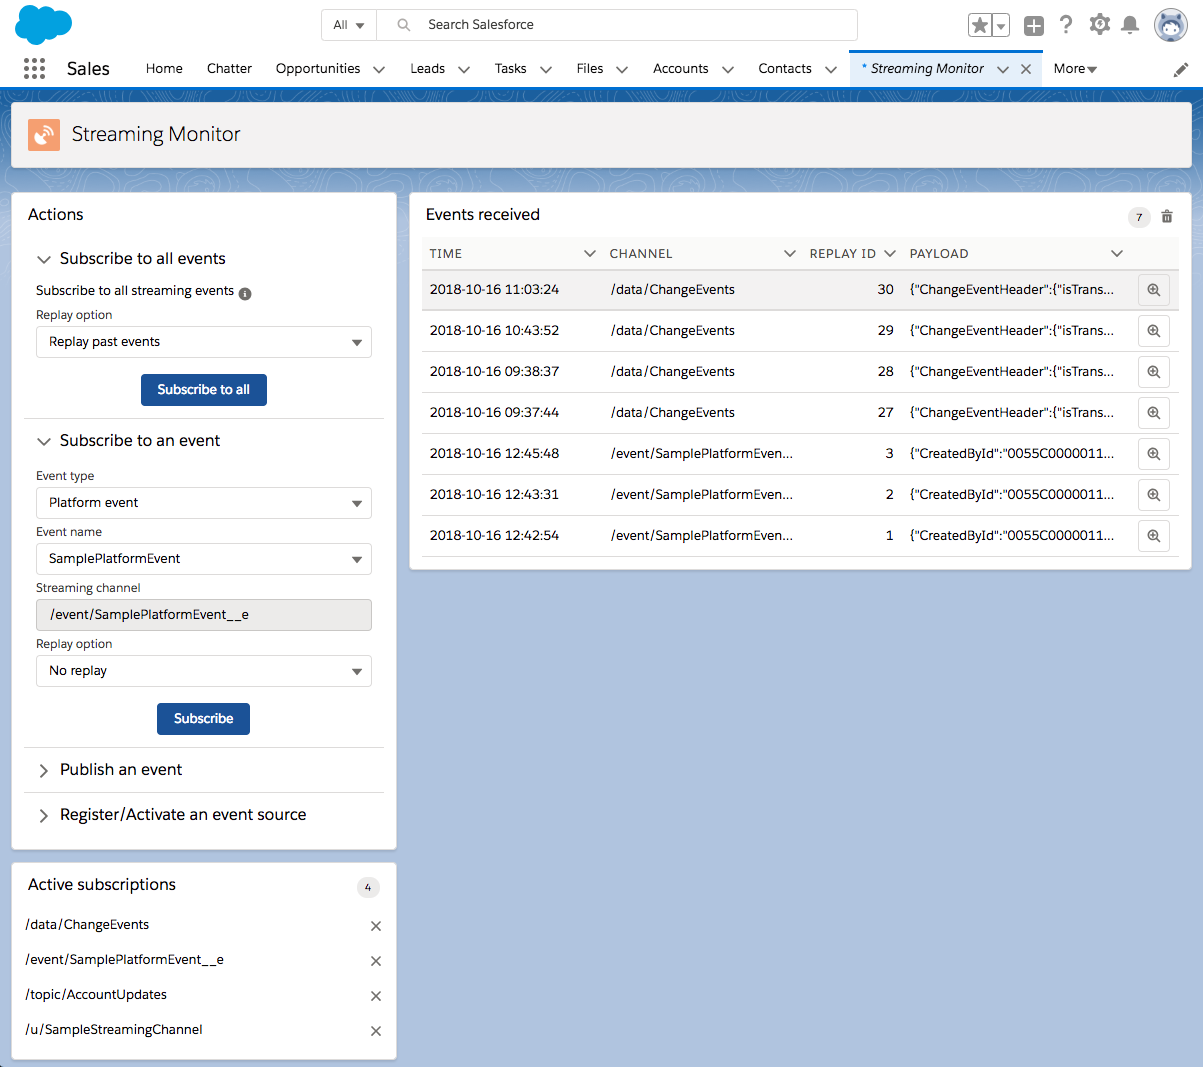 All Search Salesforce
Sales Home Chatter Opportunities Leads Tasks Files Accounts Contacts * Streaming Monitor More
Streaming Monitor
Actions
Subscribe to all events
Subscribe to all streaming events
Replay option
Replay past events
Subscribe to all
Subscribe to an event
Event type
Platform event
Event name
SamplePlatformEvent
Streaming channel
/event/SamplePlatformEvent__e
Replay option
No replay
Subscribe
Publish an event
Register/Activate an event source
Active subscriptions 4
/data/ChangeEvents
/event/SamplePlatformEvent__e
/topic/AccountUpdates
/u/SampleStreamingChannel
Events received 7
TIME CHANNEL REPLAY ID PAYLOAD
2018-10-16 11:03:24 /data/ChangeEvents 30 {"ChangeEventHeader":{"isTrans...
2018-10-16 10:43:52 /data/ChangeEvents 29 {"ChangeEventHeader":{"isTrans...
2018-10-16 09:38:37 /data/ChangeEvents 28 {"ChangeEventHeader":{"isTrans...
2018-10-16 09:37:44 /data/ChangeEvents 27 {"ChangeEventHeader":{"isTrans...
2018-10-16 12:45:48 /event/SamplePlatformEven... 3 {"CreatedById":"0055C0000011...
2018-10-16 12:43:31 /event/SamplePlatformEven... 2 {"CreatedById":"0055C0000011...
2018-10-16 12:42:54 /event/SamplePlatformEven... 1 {"CreatedById":"0055C0000011...